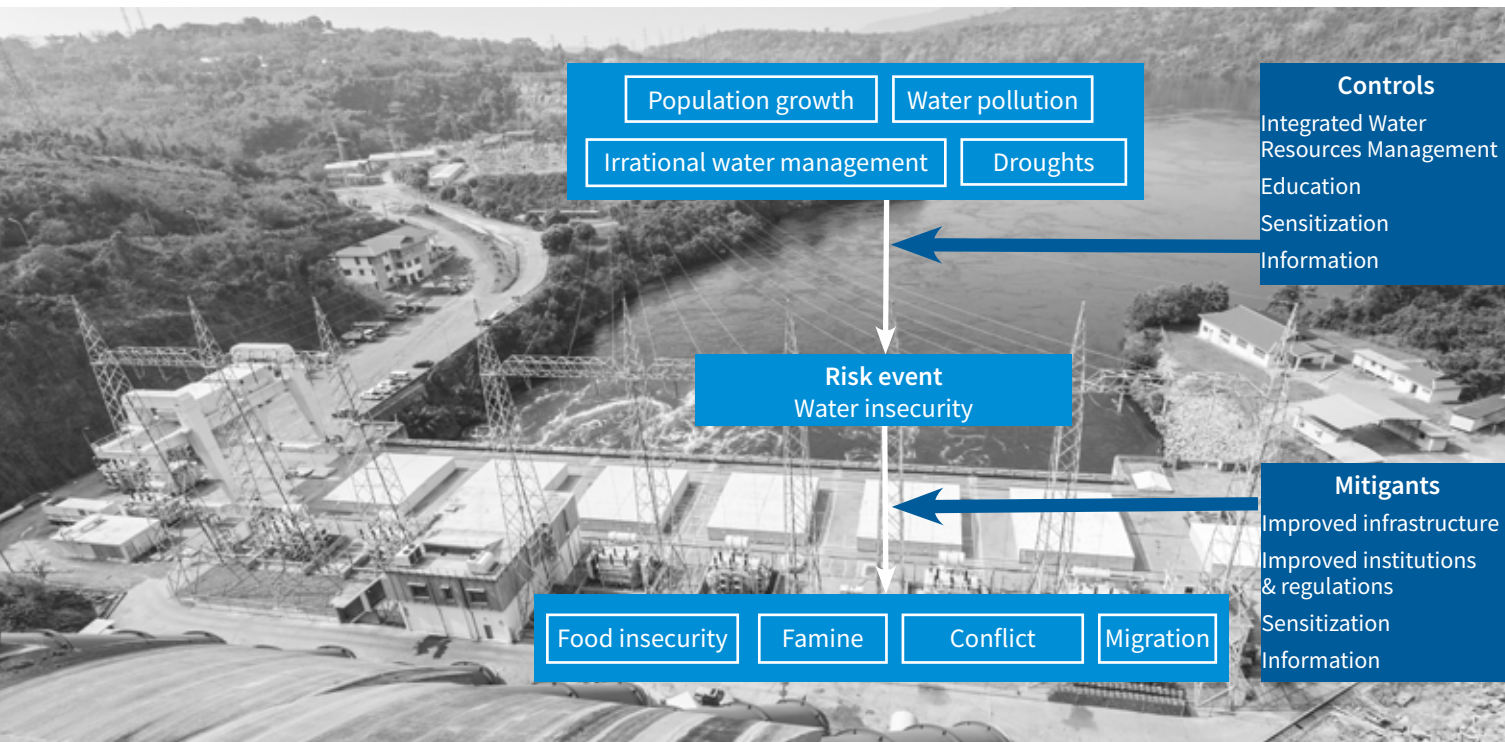 Population growth
Water pollution
Irrational water management
Droughts
Controls
Integrated Water
Resources Management
Education
Sensitization
Information
Risk event
Water insecurity
Mitigants
Improved infrastructure
Improved institutions
& regulations
Sensitization
Information
Food insecurity
Famine
Conflict
Migration